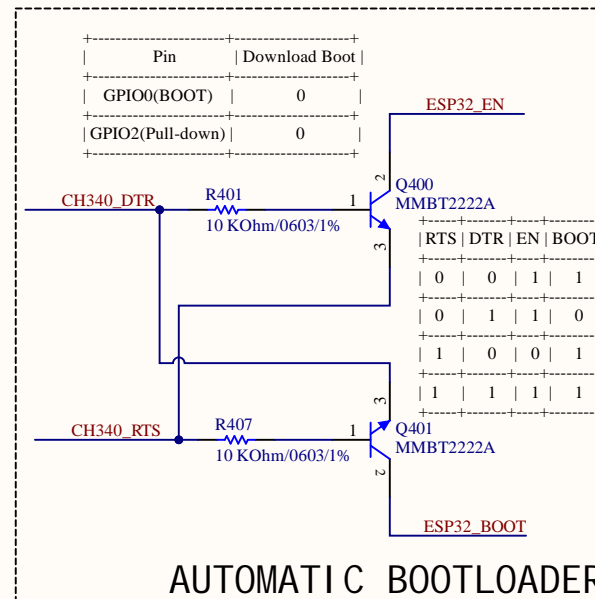 +-------------------+------------------+
| Pin | Download Boot |
+-------------------+------------------+
| GPIO0(BOOT) | 0 |
+-------------------+------------------+
| GPIO2(Pull-down) | 0 |
+-------------------+------------------+
ESP32_EN
2
Q400
MMBT2222A
CH340_DTR
R401
10 KOhm/0603/1%
1
3
+-----+------+----+--------
| RTS | DTR | EN | BOOT
+-----+------+----+--------
| 0 | 0 | 1 | 1
+-----+------+----+--------
| 0 | 1 | 1 | 0
+-----+------+----+--------
| 1 | 0 | 0 | 1
+-----+------+----+--------
| 1 | 1 | 1 | 1
+-----+------+----+--------
3
CH340_RTS
R407
10 KOhm/0603/1%
1
Q401
MMBT2222A
2
ESP32_BOOT
AUTOMATIC BOOTLOADER